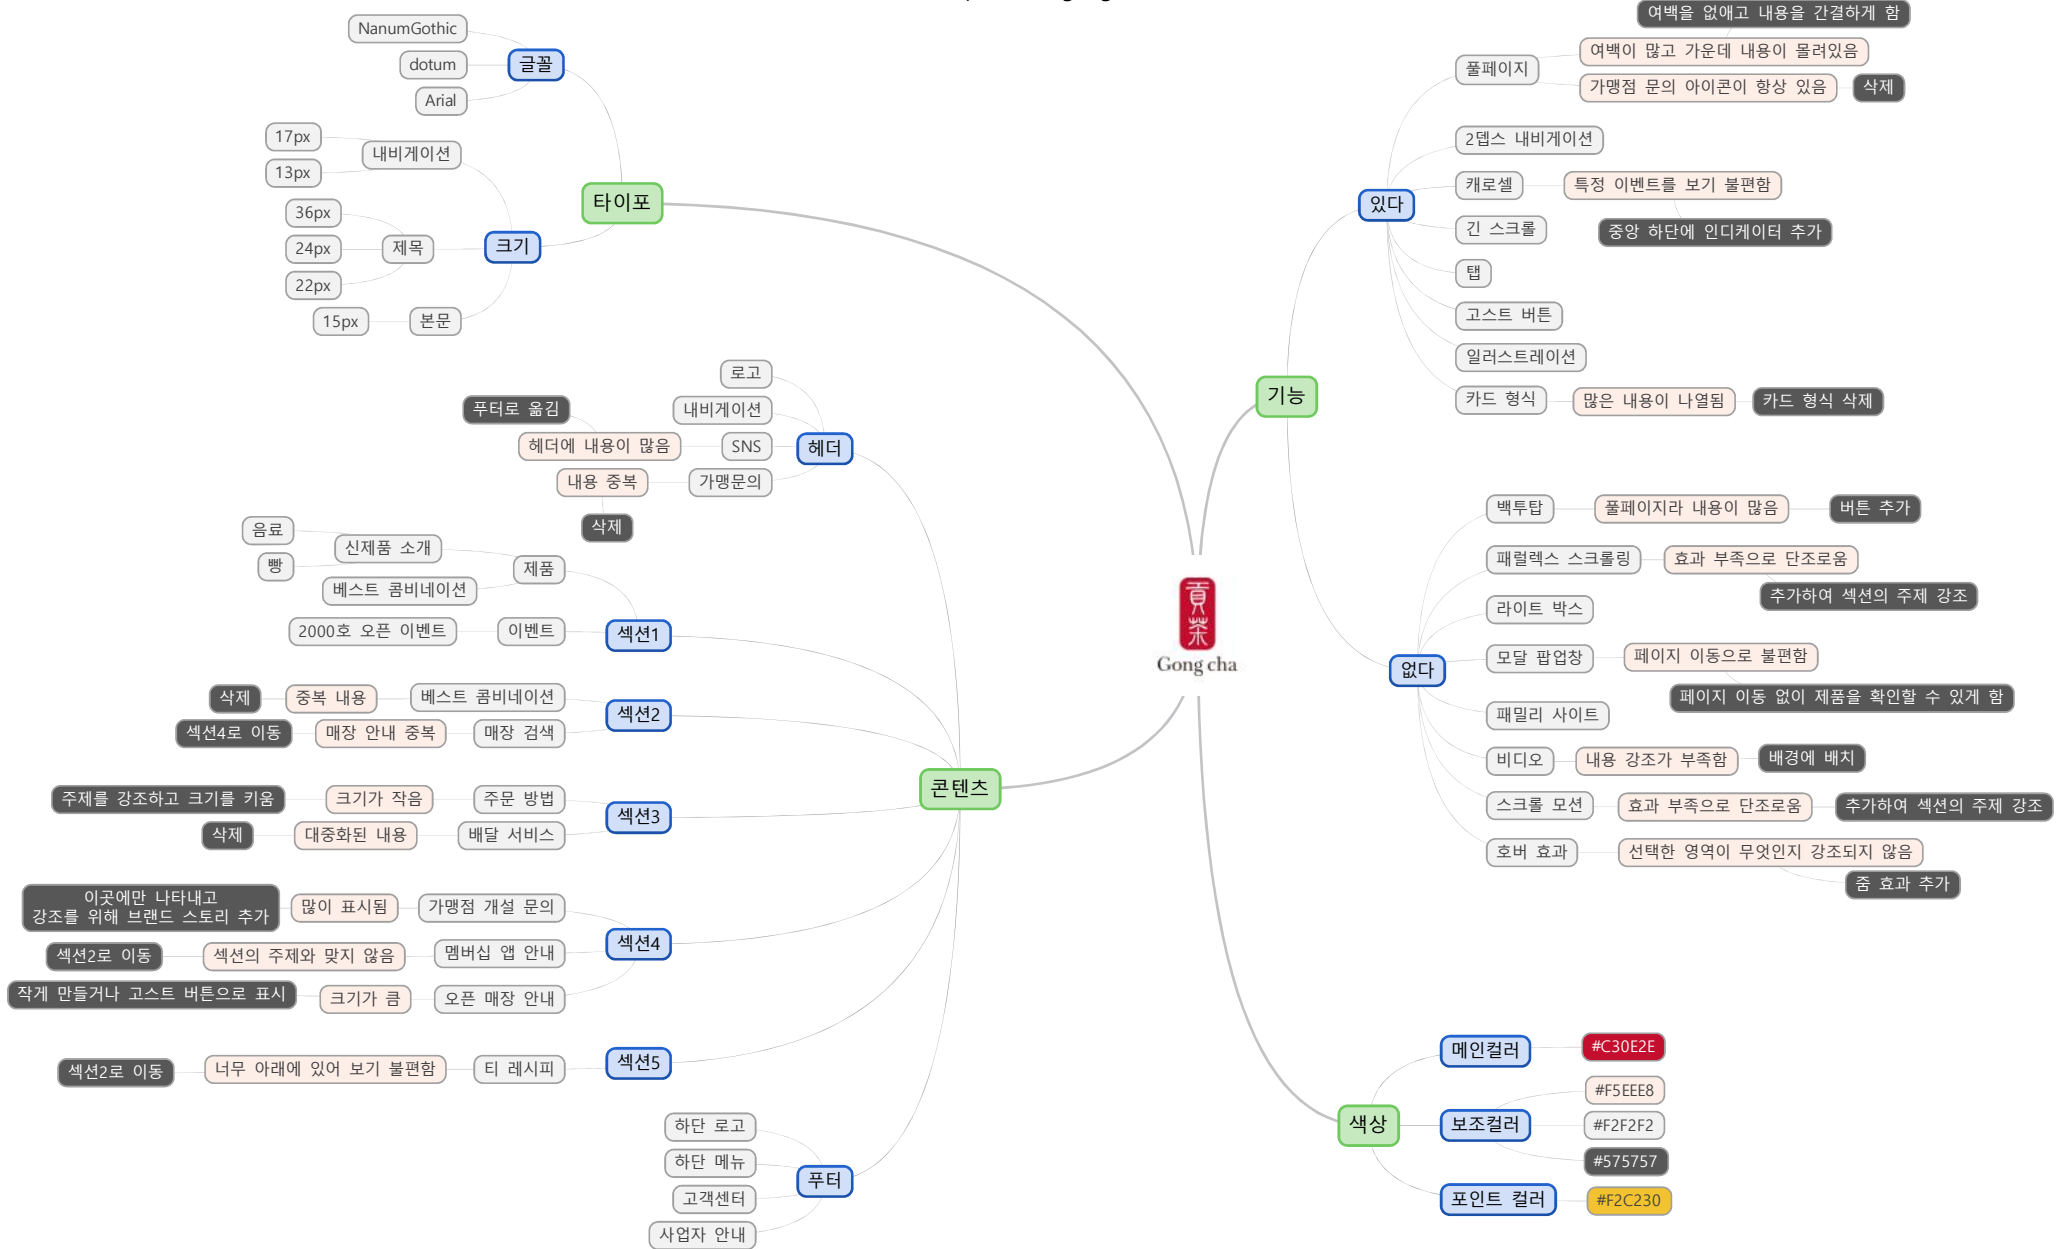 NanumGothic
dotum
Arial
글꼴
17px
13px
내비게이션
36px
24px
22px
제목
15px
본문
크기
타이포
로고
내비게이션
푸터로 옮김
헤더에 내용이 많음
SNS
내용 중복
가맹문의
삭제
헤더
음료
빵
신제품 소개
베스트 콤비네이션
제품
2000호 오픈 이벤트
이벤트
섹션1
삭제
중복 내용
베스트 콤비네이션
섹션4로 이동
매장 안내 중복
매장 검색
섹션2
주제를 강조하고 크기를 키움
크기가 작음
주문 방법
삭제
대중화된 내용
배달 서비스
섹션3
이곳에만 나타내고
강조를 위해 브랜드 스토리 추가
많이 표시됨
가맹점 개설 문의
섹션2로 이동
섹션의 주제와 맞지 않음
멤버십 앱 안내
작게 만들거나 고스트 버튼으로 표시
크기가 큼
오픈 매장 안내
섹션4
섹션2로 이동
너무 아래에 있어 보기 불편함
티 레시피
섹션5
하단 로고
하단 메뉴
고객센터
사업자 안내
푸터
콘텐츠
貢茶
Gong cha
기능
있다
풀페이지
여백을 없애고 내용을 간결하게 함
여백이 많고 가운데 내용이 몰려있음
가맹점 문의 아이콘이 항상 있음
삭제
2뎁스 내비게이션
캐로셀
특정 이벤트를 보기 불편함
중앙 하단에 인디케이터 추가
긴 스크롤
탭
고스트 버튼
일러스트레이션
카드 형식
많은 내용이 나열됨
카드 형식 삭제
없다
백투탑
풀페이지라 내용이 많음
버튼 추가
패럴렉스 스크롤링
효과 부족으로 단조로움
추가하여 섹션의 주제 강조
라이트 박스
모달 팝업창
페이지 이동으로 불편함
페이지 이동 없이 제품을 확인할 수 있게 함
패밀리 사이트
비디오
내용 강조가 부족함
배경에 배치
스크롤 모션
효과 부족으로 단조로움
추가하여 섹션의 주제 강조
호버 효과
선택한 영역이 무엇인지 강조되지 않음
줌 효과 추가
색상
메인컬러
#C30E2E
보조컬러
#F5EEE8
#F2F2F2
#575757
포인트 컬러
#F2C230